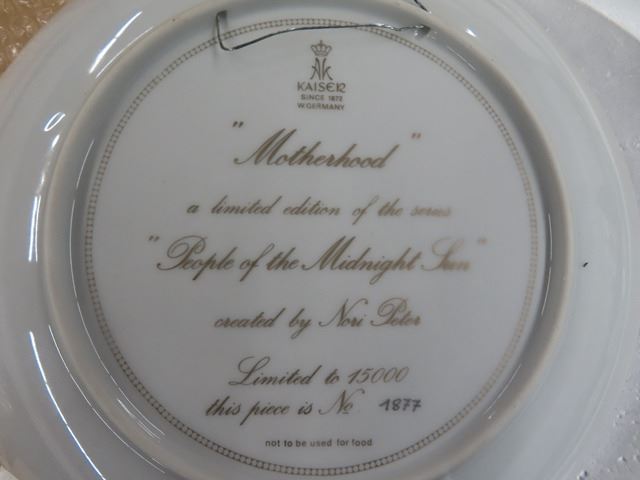 AK
KAISER
SINCE 1872
W.GERMANY
"Motherhood"
a limited edition of the series
"People of the Midnight Sun"
created by Nori Peter
Limited to 15000
this piece is No 1877
not to be used for food